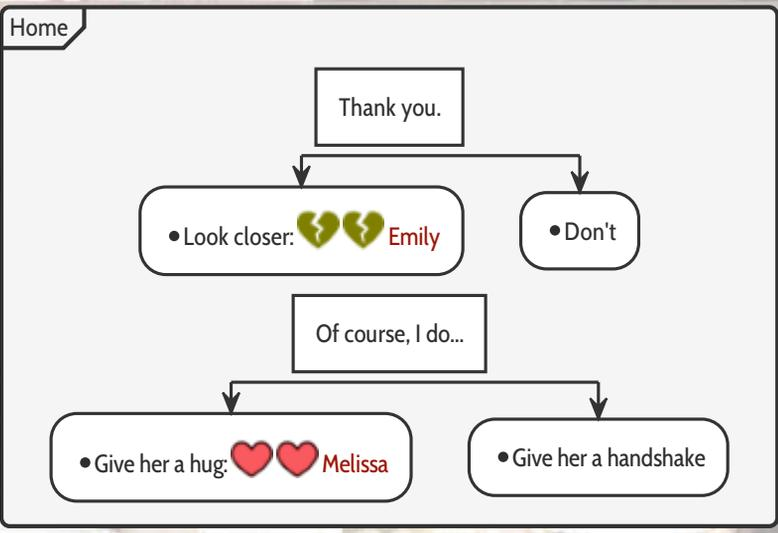 Home
Thank you.
•Look closer: Emily
•Don't
Of course, I do...
•Give her a hug: Melissa
•Give her a handshake